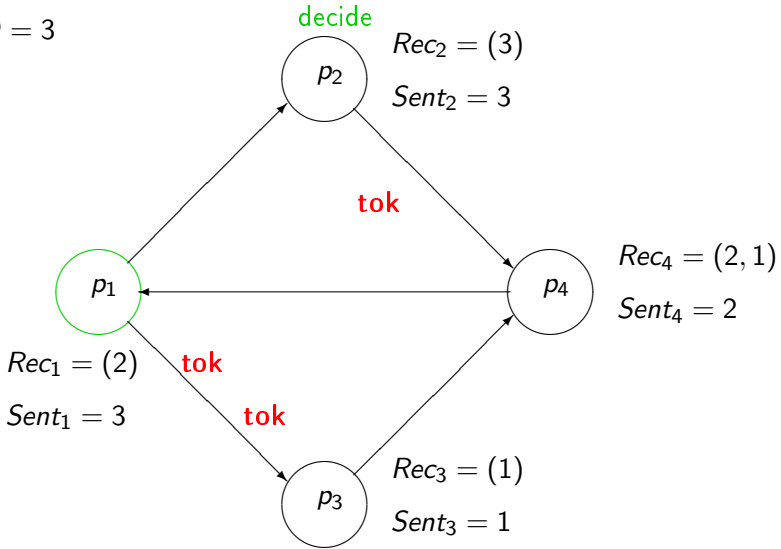 = 3
decide
p₂
Rec₂ = (3)
Sent₂ = 3
tok
p₁
p₄
Rec₄ = (2, 1)
Sent₄ = 2
Rec₁ = (2)
Sent₁ = 3
tok
tok
p₃
Rec₃ = (1)
Sent₃ = 1